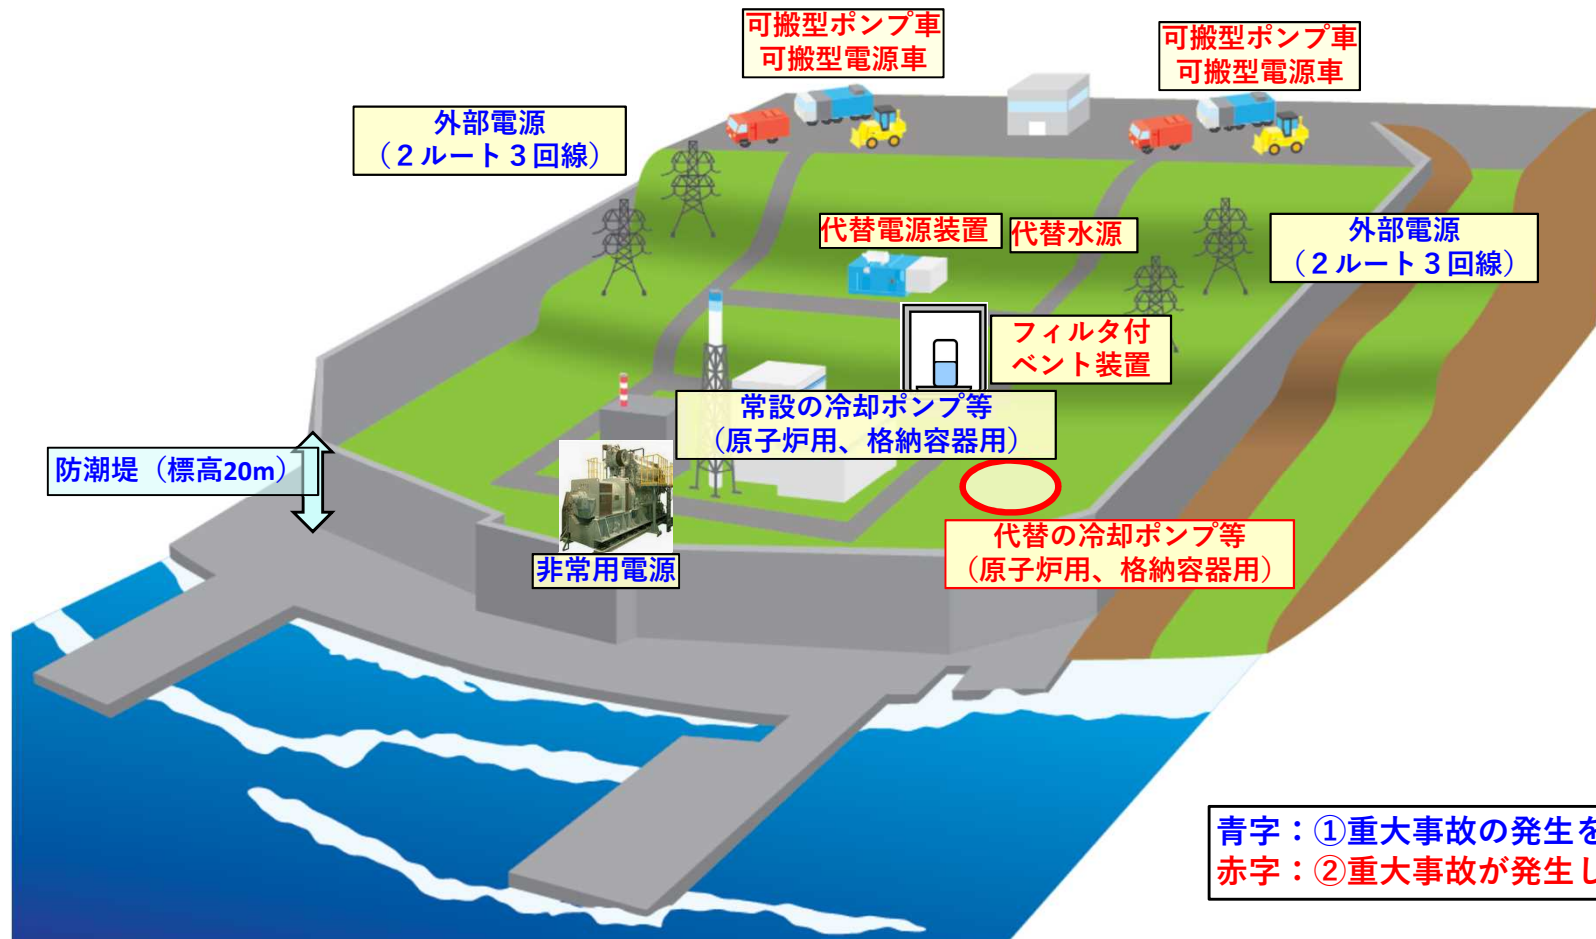 可搬型ポンプ車
可搬型電源車
可搬型ポンプ車
可搬型電源車
外部電源
（２ルート３回線）
代替電源装置
代替水源
外部電源
（２ルート３回線）
フィルタ付
ベント装置
常設の冷却ポンプ等
（原子炉用、格納容器用）
防潮堤（標高20m）
代替の冷却ポンプ等
（原子炉用、格納容器用）
非常用電源
青字：①重大事故の発生を
赤字：②重大事故が発生し